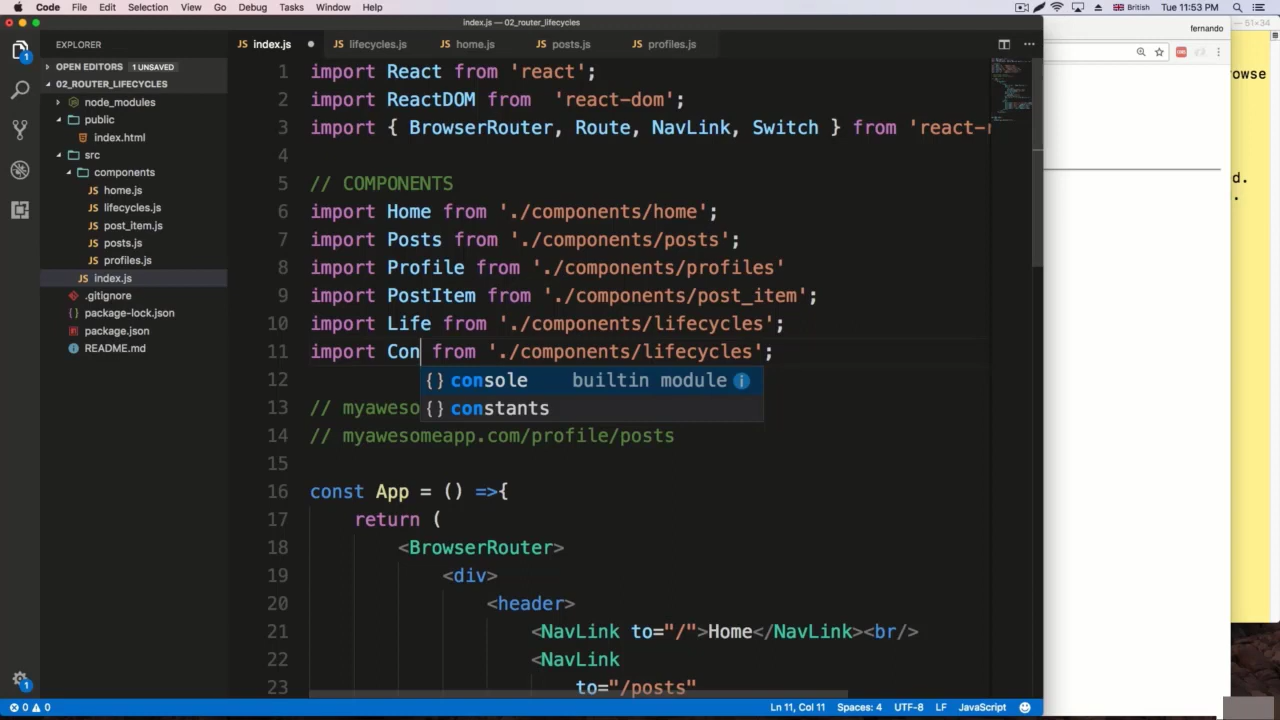 Code File Edit Selection View Go Debug Tasks Window Help British Tue 11:53 PM
index.js — 02_router_lifecycles
51×34
fernando
EXPLORER
index.js lifecycles.js home.js posts.js profiles.js
OPEN EDITORS 1 UNSAVED
02_ROUTER_LIFECYCLES
node_modules
public
index.html
src
components
home.js
lifecycles.js
post_item.js
posts.js
profiles.js
index.js
.gitignore
package-lock.json
package.json
README.md
1 import React from 'react';
2 import ReactDOM from 'react-dom';
3 import { BrowserRouter, Route, NavLink, Switch } from 'react-r
4
5 // COMPONENTS
6 import Home from './components/home';
7 import Posts from './components/posts';
8 import Profile from './components/profiles'
9 import PostItem from './components/post_item';
10 import Life from './components/lifecycles';
11 import Con from './components/lifecycles';
12
{} console builtin module
{} constants
13 // myaweso
14 // myawesomeapp.com/profile/posts
15
16 const App = () =>{
17 return (
18 <BrowserRouter>
19 <div>
20 <header>
21 <NavLink to="/">Home</NavLink><br/>
22 <NavLink
23 to="/posts"
rowse
d.
.
1
1
0 0 Ln 11, Col 11 Spaces: 4 UTF-8 LF JavaScript